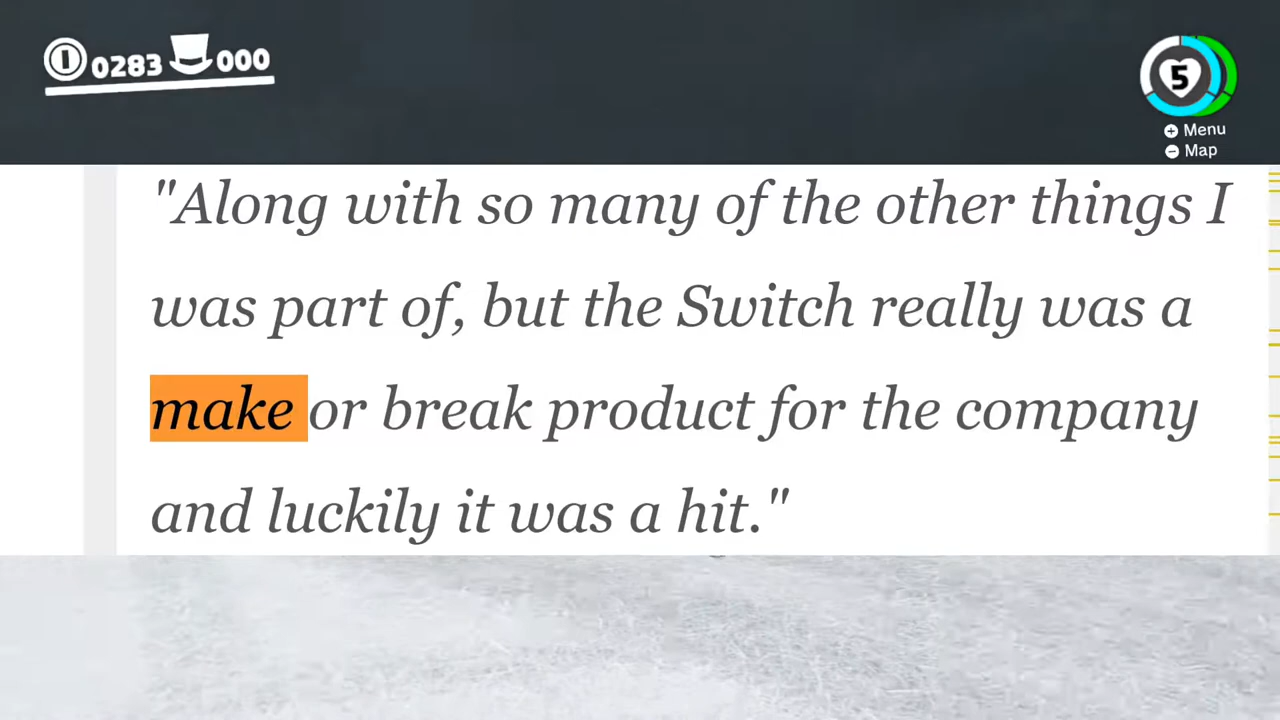 0283 000
5
+ Menu
- Map
"Along with so many of the other things I
was part of, but the Switch really was a
make or break product for the company
and luckily it was a hit."